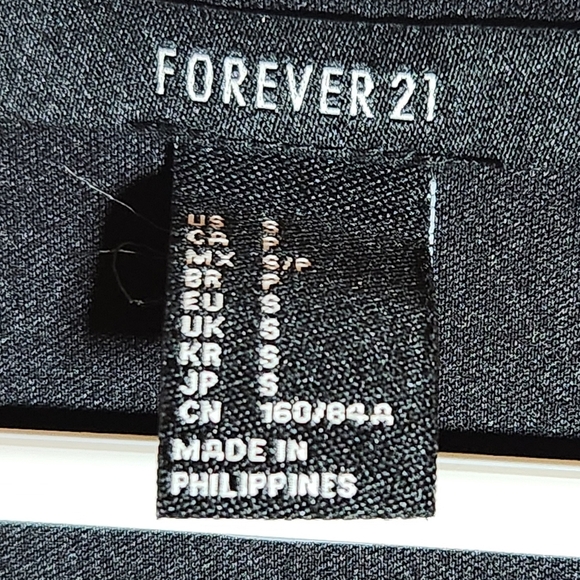 FOREVER 21
US S
CA P
MX S/P
BR P
EU S
UK S
KR S
JP S
CN 160/84A
MADE IN
PHILIPPINES